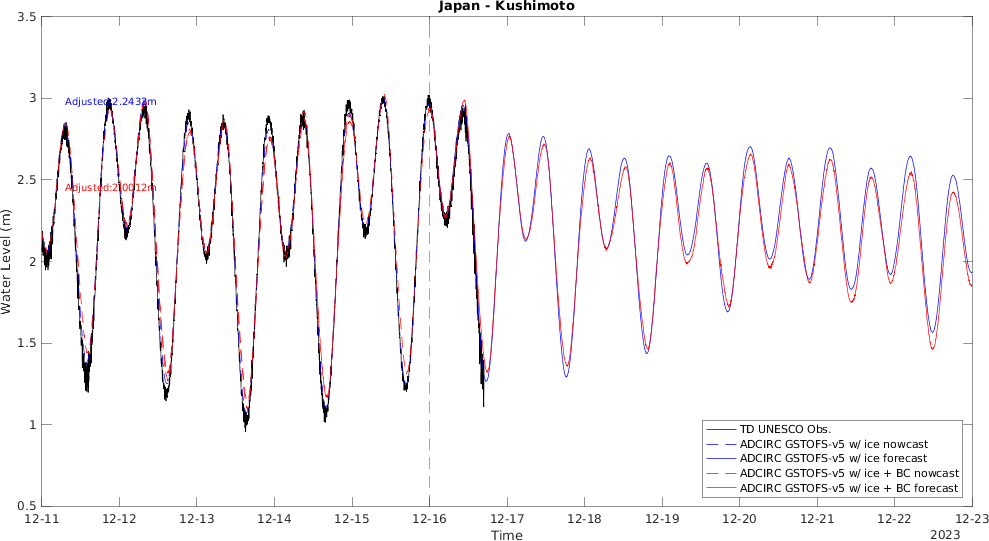 Japan - Kushimoto
3.5
3
2.5
2
1.5
1
0.5
Water Level (m)
Adjusted:2.2433m
Adjusted:2.0012m
TD UNESCO Obs.
ADCIRC GSTOFS-v5 w/ ice nowcast
ADCIRC GSTOFS-v5 w/ ice forecast
ADCIRC GSTOFS-v5 w/ ice + BC nowcast
ADCIRC GSTOFS-v5 w/ ice + BC forecast
12-11 12-12 12-13 12-14 12-15 12-16 12-17 12-18 12-19 12-20 12-21 12-22 12-23
Time
2023